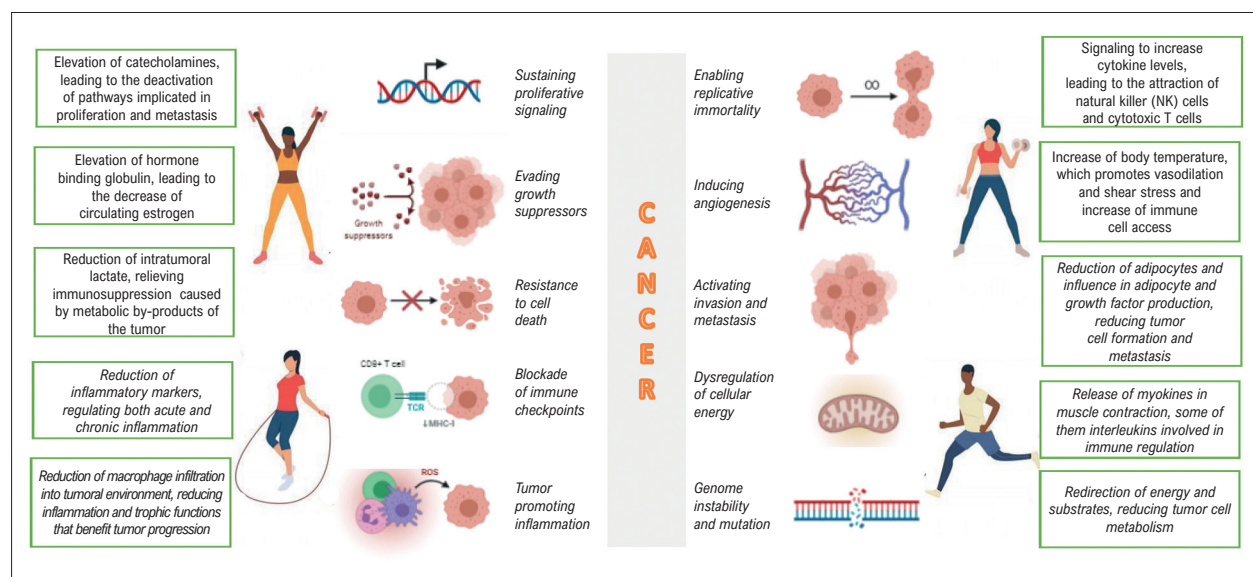 Elevation of catecholamines,
leading to the deactivation
of pathways implicated in
proliferation and metastasis
Elevation of hormone
binding globulin, leading to
the decrease of
circulating estrogen
Reduction of intratumoral
lactate, relieving
immunosuppression caused
by metabolic by-products of
the tumor
Reduction of
inflammatory markers,
regulating both acute and
chronic inflammation
Reduction of macrophage infiltration
into tumoral environment, reducing
inflammation and trophic functions
that benefit tumor progression
Sustaining
proliferative
signaling
Growth
suppressors
Evading
growth
suppressors
Resistance
to cell
death
CD8+ T cell
TCR
↓MHC-I
Blockade
of immune
checkpoints
ROS
Tumor
promoting
inflammation
C
A
N
C
E
R
Enabling
replicative
immortality
∞
Inducing
angiogenesis
Activating
invasion and
metastasis
Dysregulation
of cellular
energy
Genome
instability
and mutation
Signaling to increase
cytokine levels,
leading to the attraction of
natural killer (NK) cells
and cytotoxic T cells
Increase of body temperature,
which promotes vasodilation
and shear stress and
increase of immune
cell access
Reduction of adipocytes and
influence in adipocyte and
growth factor production,
reducing tumor
cell formation and
metastasis
Release of myokines in
muscle contraction, some of
them interleukins involved in
immune regulation
Redirection of energy and
substrates, reducing tumor cell
metabolism